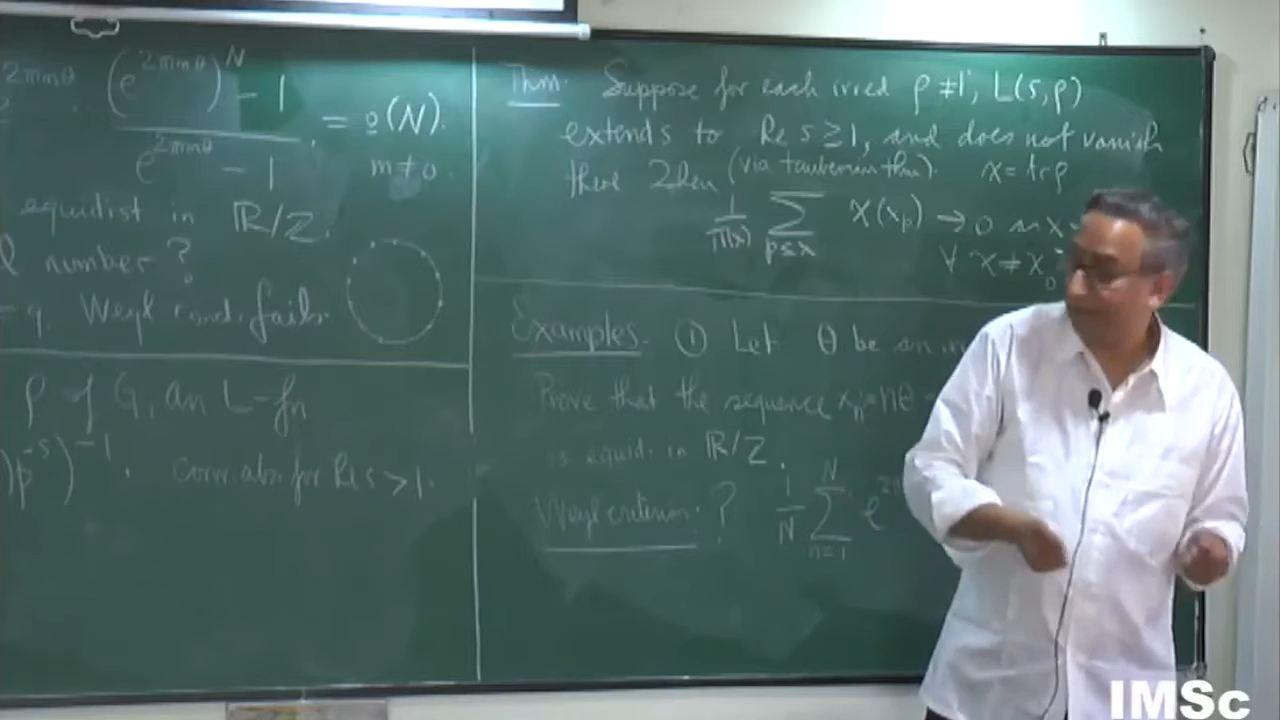 e^{2πimθ} . (e^{2πimθ})^N - 1 / e^{2πimθ} - 1 = o(N).
m ≠ 0.
equidist in R/Z.
number?
q. Weyl cond. fails.
ρ of G, an L-fn
)p^{-s})^{-1}. conv. abs. for Re s > 1.
Thm. Suppose for each irred ρ ≠ 1, L(s,ρ)
extends to Re s ≥ 1, and does not vanish
there Then (via tauberian thm). χ = tr ρ
1/π(x) Σ_{p≤x} χ(x_p) → 0 as x
∀ χ ≠ χ_0
Examples. ① Let θ be an
Prove that the sequence x_n = nθ
is equid. in R/Z.
Weyl criterion: ? 1/N Σ_{n=1}^{N} e^{2π
IMSc